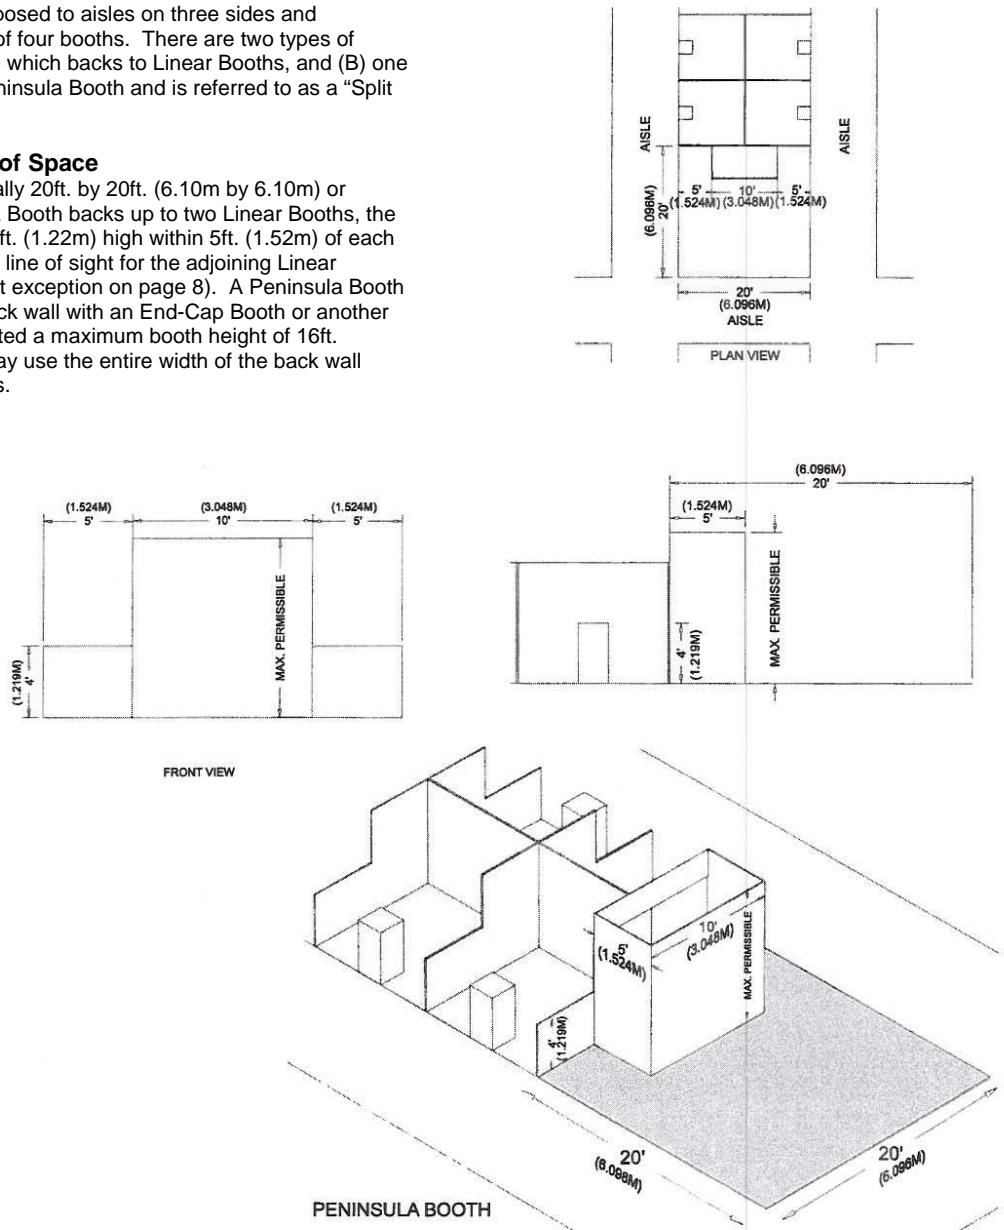 posed to aisles on three sides and
of four booths. There are two types of
which backs to Linear Booths, and (B) one
ninsula Booth and is referred to as a “Split
of Space
ally 20ft. by 20ft. (6.10m by 6.10m) or
Booth backs up to two Linear Booths, the
ft. (1.22m) high within 5ft. (1.52m) of each
line of sight for the adjoining Linear
t exception on page 8). A Peninsula Booth
ck wall with an End-Cap Booth or another
ted a maximum booth height of 16ft.
ay use the entire width of the back wall
s.
AISLE
AISLE
5' 10' 5'
(1.524M) (3.048M) (1.524M)
20'
(6.096M)
20'
(6.096M)
AISLE
PLAN VIEW
(1.524M) (3.048M) (1.524M)
5' 10' 5'
MAX. PERMISSIBLE
4'
(1.219M)
FRONT VIEW
(6.096M)
20'
(1.524M)
5'
4'
(1.219M)
MAX. PERMISSIBLE
5'
(1.524M)
10'
(3.048M)
MAX. PERMISSIBLE
4'
(1.219M)
20'
(6.096M)
20'
(6.096M)
PENINSULA BOOTH